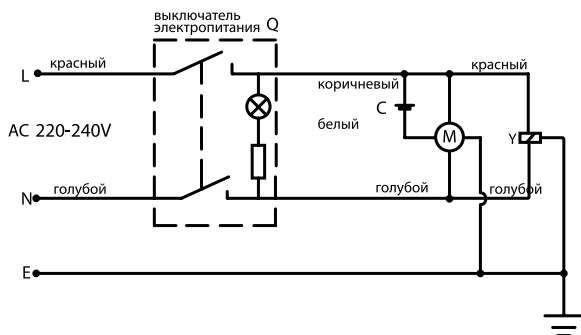 выключатель
электропитания Q
L
красный
коричневый
красный
AC 220-240V
C
белый
M
Y
N
голубой
голубой
голубой
E